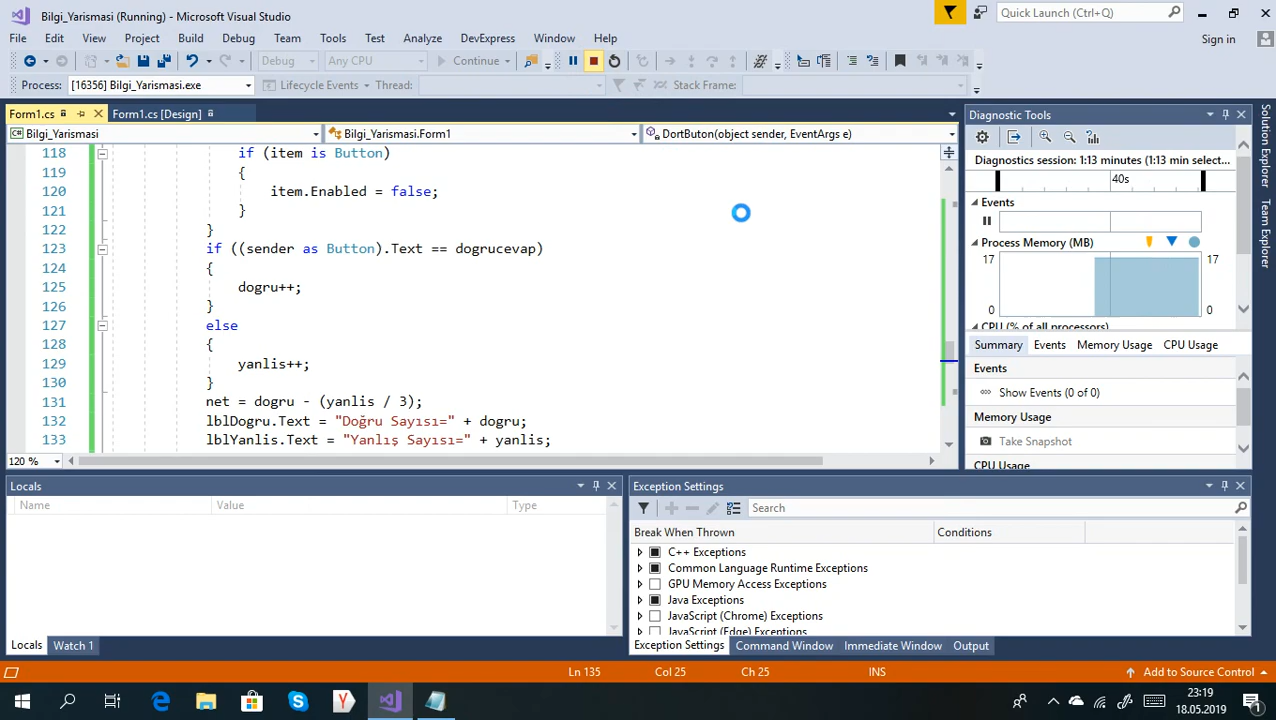 Bilgi_Yarismasi (Running) - Microsoft Visual Studio
Quick Launch (Ctrl+Q)
File Edit View Project Build Debug Team Tools Test Analyze DevExpress Window Help
Sign in
Debug Any CPU Continue
Process: [16356] Bilgi_Yarismasi.exe Lifecycle Events Thread: Stack Frame:
Form1.cs Form1.cs [Design]
C# Bilgi_Yarismasi Bilgi_Yarismasi.Form1 DortButon(object sender, EventArgs e)
118 if (item is Button)
119 {
120 item.Enabled = false;
121 }
122 }
123 if ((sender as Button).Text == dogrucevap)
124 {
125 dogru++;
126 }
127 else
128 {
129 yanlis++;
130 }
131 net = dogru - (yanlis / 3);
132 lblDogru.Text = "Doğru Sayısı=" + dogru;
133 lblYanlis.Text = "Yanlış Sayısı=" + yanlis;
120 %
Diagnostic Tools
Diagnostics session: 1:13 minutes (1:13 min select...
40s
Events
Process Memory (MB)
17 17
0 0
CPU (% of all processors)
Summary Events Memory Usage CPU Usage
Events
Show Events (0 of 0)
Memory Usage
Take Snapshot
CPU Usage
Solution Explorer
Team Explorer
Locals
Name Value Type
Locals Watch 1
Exception Settings
Search
Break When Thrown Conditions
C++ Exceptions
Common Language Runtime Exceptions
GPU Memory Access Exceptions
Java Exceptions
JavaScript (Chrome) Exceptions
JavaScript (Edge) Exceptions
Exception Settings Command Window Immediate Window Output
Ln 135 Col 25 Ch 25 INS Add to Source Control
23:19
18.05.2019
1